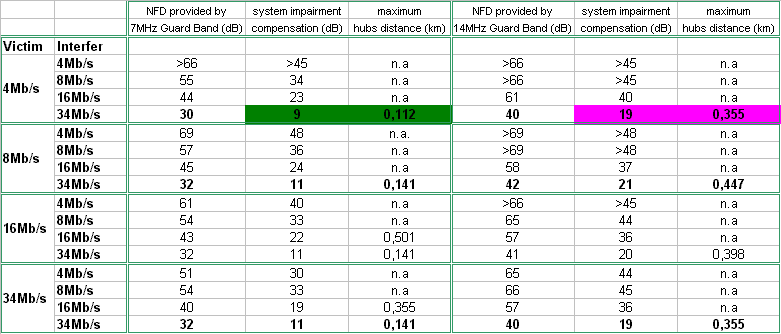 NFD provided by system impairment maximum NFD provided by system impairment maximum
7MHz Guard Band (dB) compensation (dB) hubs distance (km) 14MHz Guard Band (dB) compensation (dB) hubs distance (km)
Victim Interfer
4Mb/s >66 >45 n.a >66 >45 n.a
8Mb/s 55 34 n.a >66 >45 n.a
4Mb/s
16Mb/s 44 23 n.a 61 40 n.a
34Mb/s 30 9 0,112 40 19 0,355
4Mb/s 69 48 n.a. >69 >48 n.a
8Mb/s 57 36 n.a >69 >48 n.a
8Mb/s
16Mb/s 45 24 n.a 58 37 n.a
34Mb/s 32 11 0,141 42 21 0,447
4Mb/s 61 40 n.a >66 >45 n.a
8Mb/s 54 33 n.a 65 44 n.a
16Mb/s
16Mb/s 43 22 0,501 57 36 n.a
34Mb/s 32 11 0,141 41 20 0,398
4Mb/s 51 30 n.a 65 44 n.a
8Mb/s 54 33 n.a 66 45 n.a
34Mb/s
16Mb/s 40 19 0,355 57 36 n.a
34Mb/s 32 11 0,141 40 19 0,355